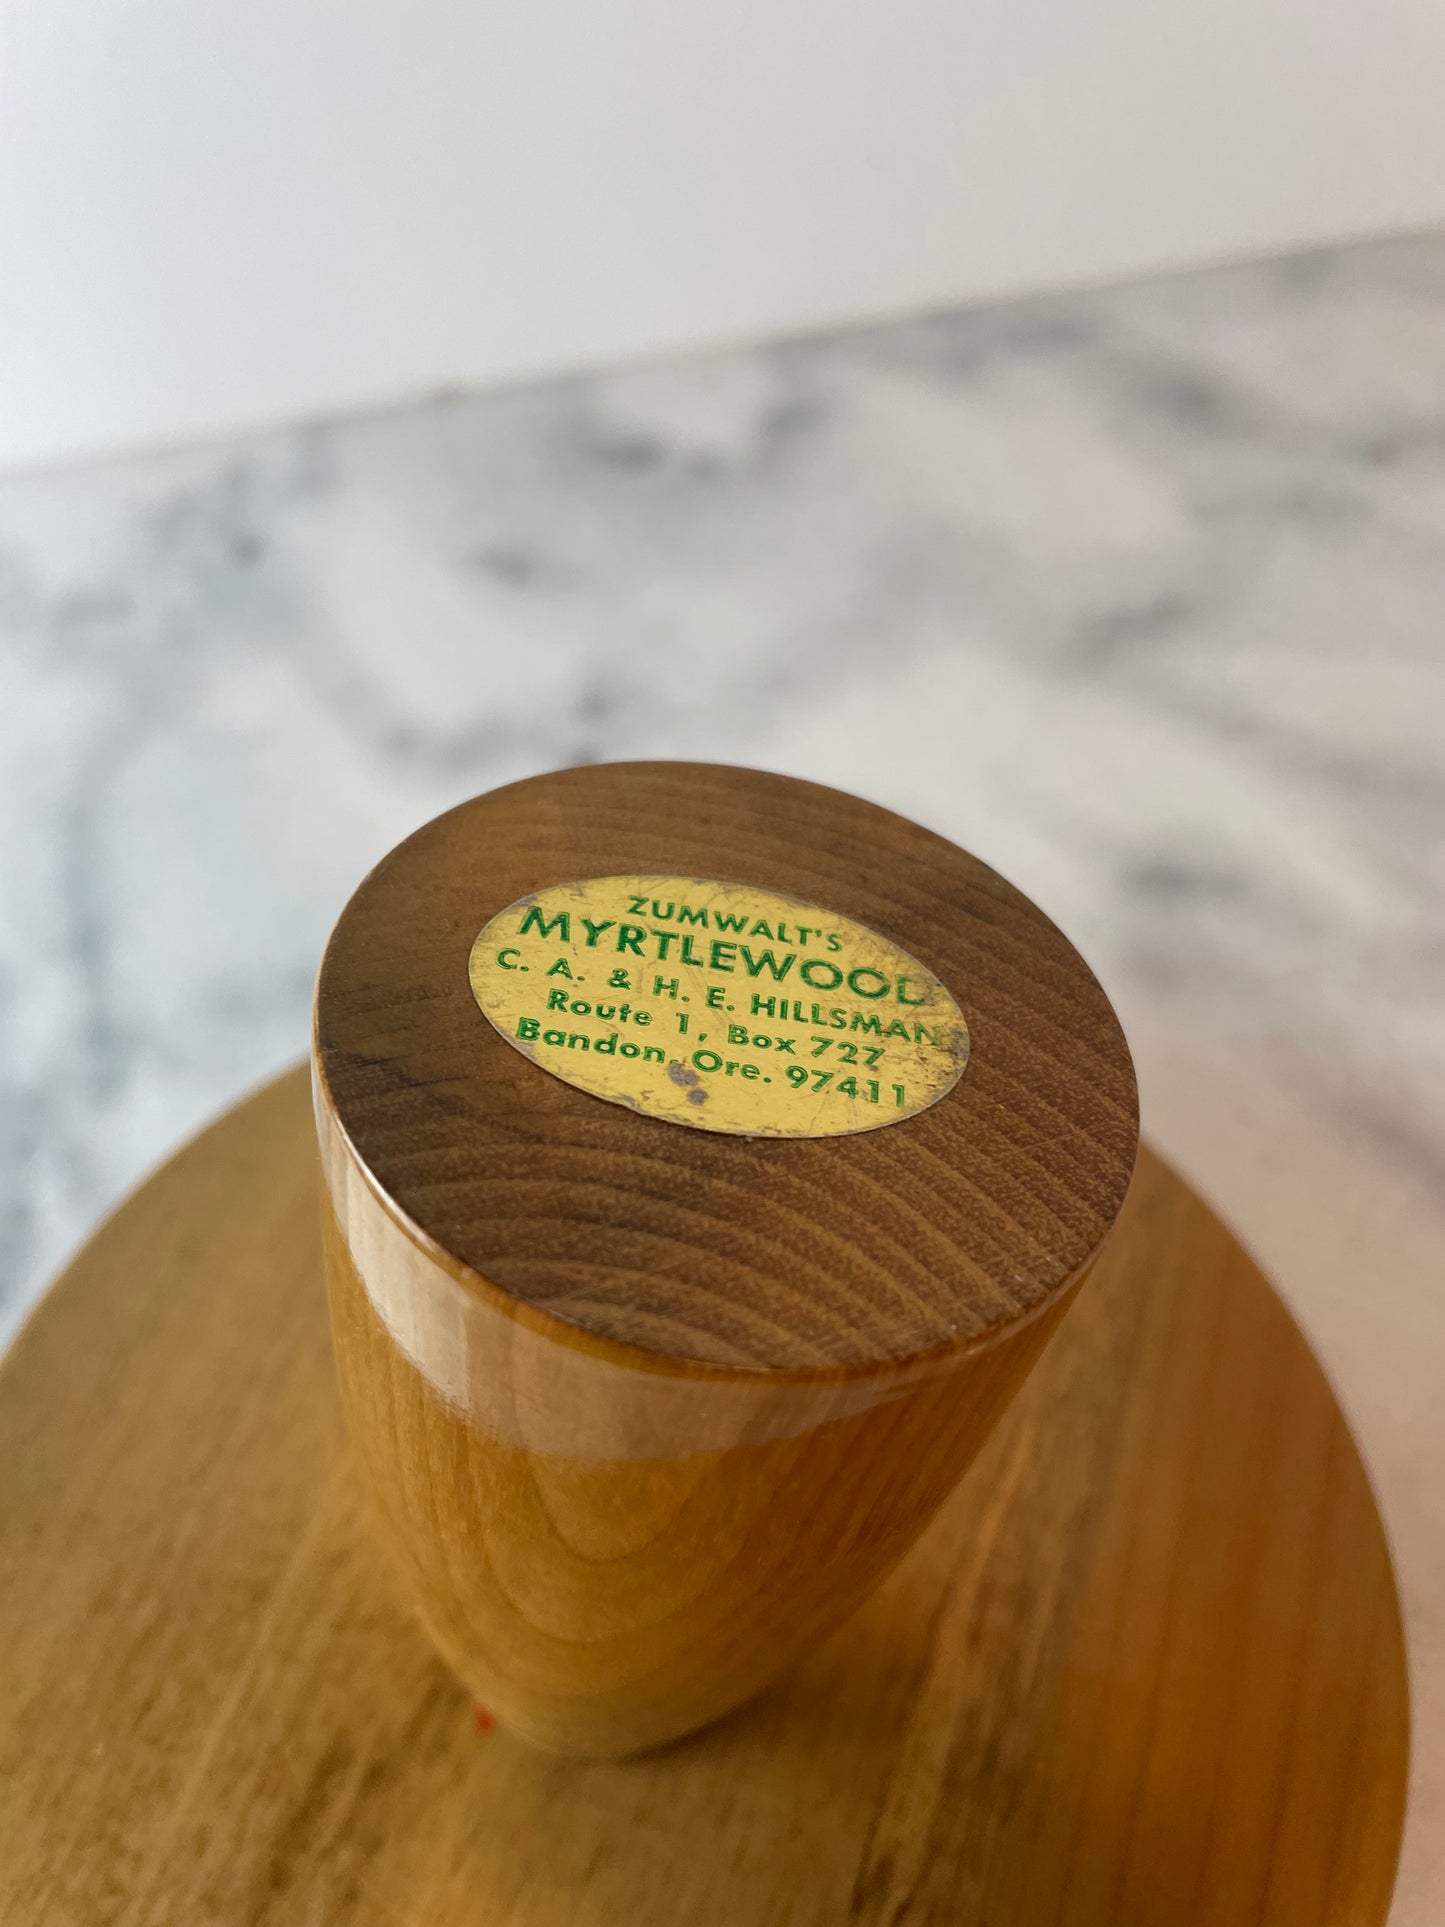 ZUMWALT'S
MYRTLEWOOD
C. A. & H. E. HILLSMAN
Route 1, Box 727
Bandon, Ore. 97411